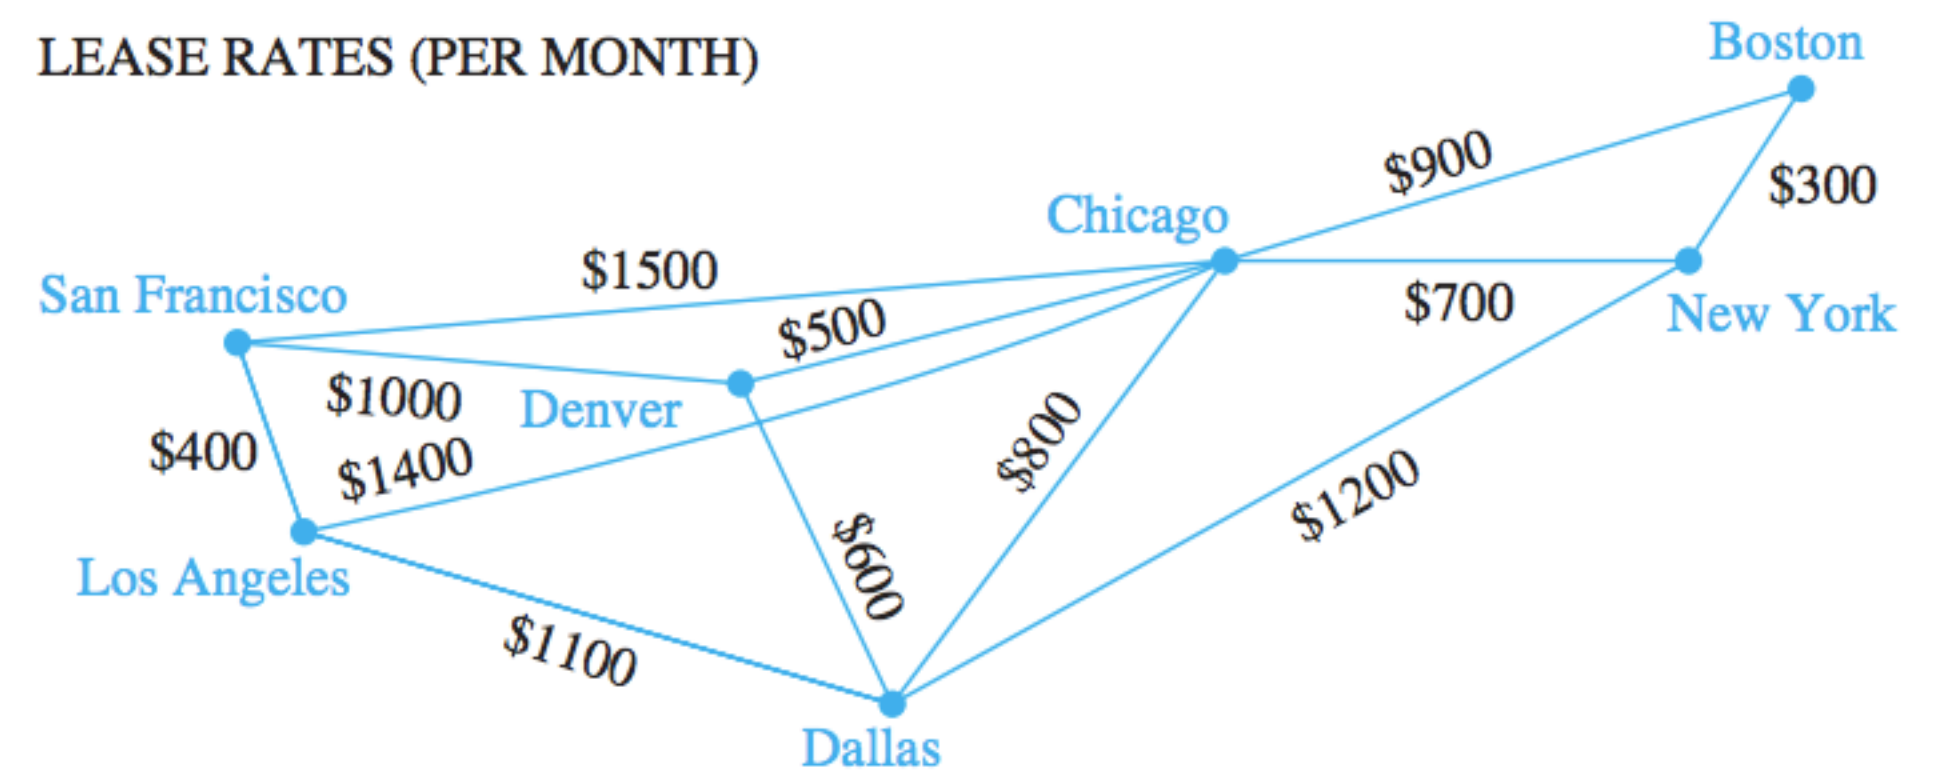 LEASE RATES (PER MONTH)
Boston
$900
$300
Chicago
$1500
San Francisco
$500
$700
New York
$1000
Denver
$400
$1400
$800
$1200
Los Angeles
$600
$1100
Dallas